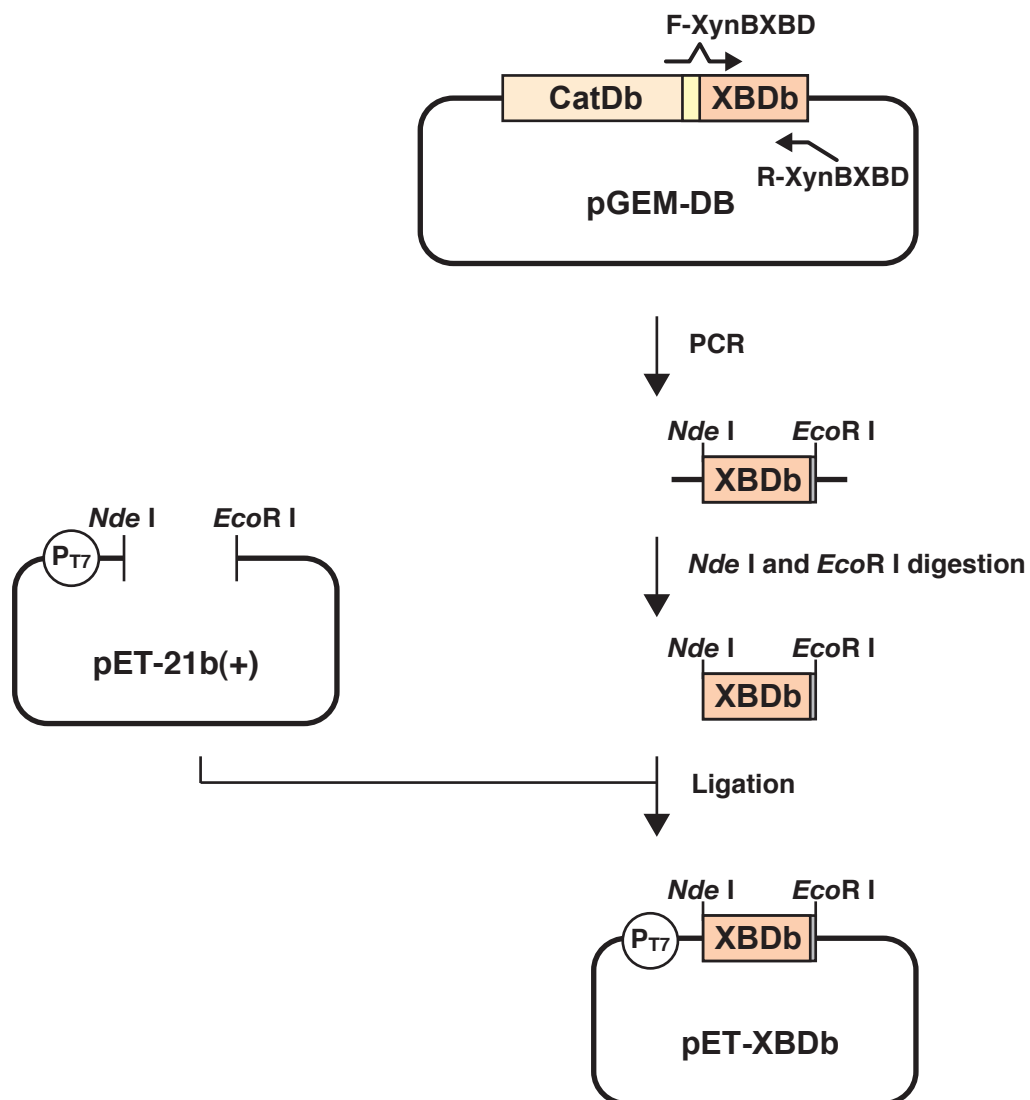 F-XynBXBD
CatDb
XBDb
R-XynBXBD
pGEM-DB
PCR
Nde I
EcoR I
XBDb
Nde I
EcoR I
PT7
pET-21b(+)
Nde I and EcoR I digestion
Nde I
EcoR I
XBDb
Ligation
Nde I
EcoR I
PT7
XBDb
pET-XBDb